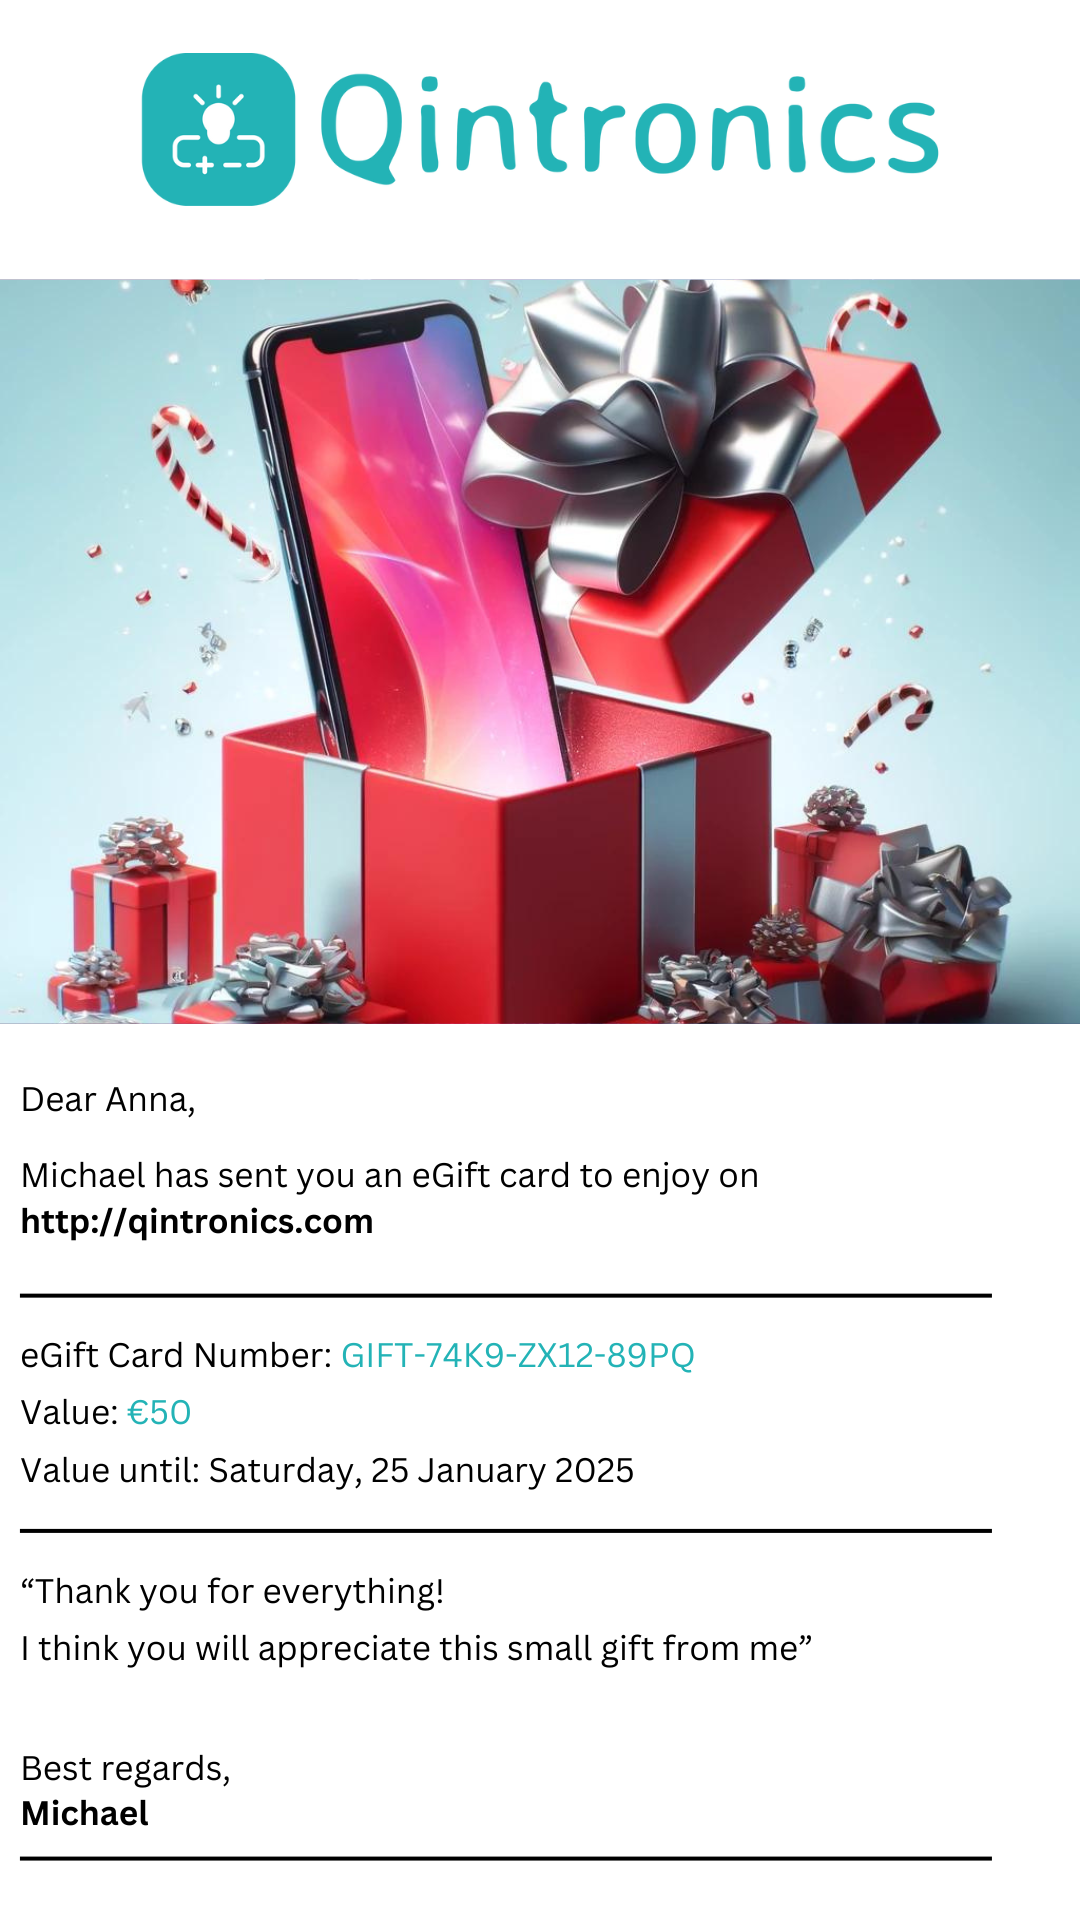 Qintronics
Dear Anna,
Michael has sent you an eGift card to enjoy on
http://qintronics.com
eGift Card Number: GIFT-74K9-ZX12-89PQ
Value: €50
Value until: Saturday, 25 January 2025
“Thank you for everything!
I think you will appreciate this small gift from me”
Best regards,
Michael